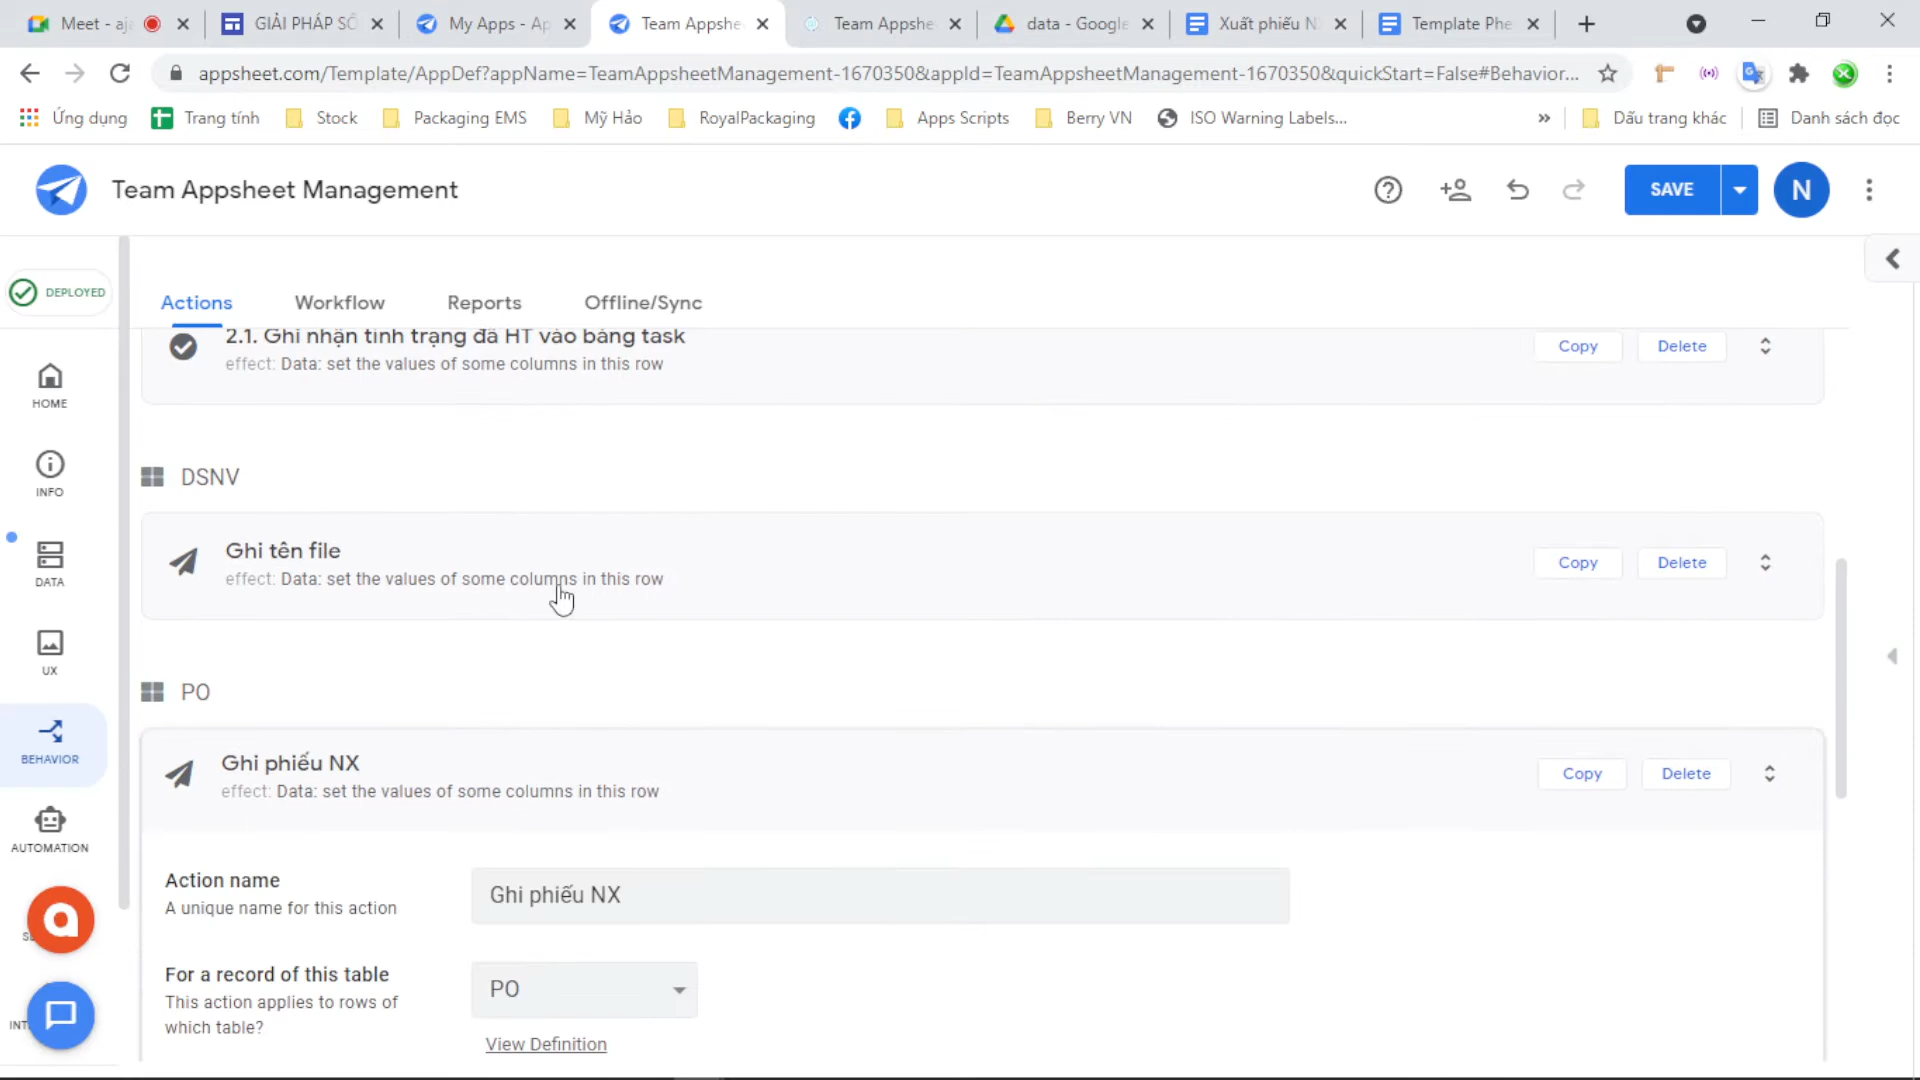 Meet - aja
GIẢI PHÁP SỐ
My Apps - Ap
Team Appshe
Team Appshe
data - Google
Xuất phiếu N
Template Phe
appsheet.com/Template/AppDef?appName=TeamAppsheetManagement-1670350&appId=TeamAppsheetManagement-1670350&quickStart=False#Behavior...
Ứng dụng
Trang tính
Stock
Packaging EMS
Mỹ Hảo
RoyalPackaging
Apps Scripts
Berry VN
ISO Warning Labels...
»
Dấu trang khác
Danh sách đọc
Team Appsheet Management
SAVE
N
DEPLOYED
Actions
Workflow
Reports
Offline/Sync
HOME
INFO
DATA
UX
BEHAVIOR
AUTOMATION
2.1. Ghi nhận tình trạng đã HT vào bảng task
effect: Data: set the values of some columns in this row
Copy
Delete
DSNV
Ghi tên file
effect: Data: set the values of some columns in this row
Copy
Delete
PO
Ghi phiếu NX
effect: Data: set the values of some columns in this row
Copy
Delete
Action name
A unique name for this action
Ghi phiếu NX
For a record of this table
This action applies to rows of
which table?
PO
View Definition